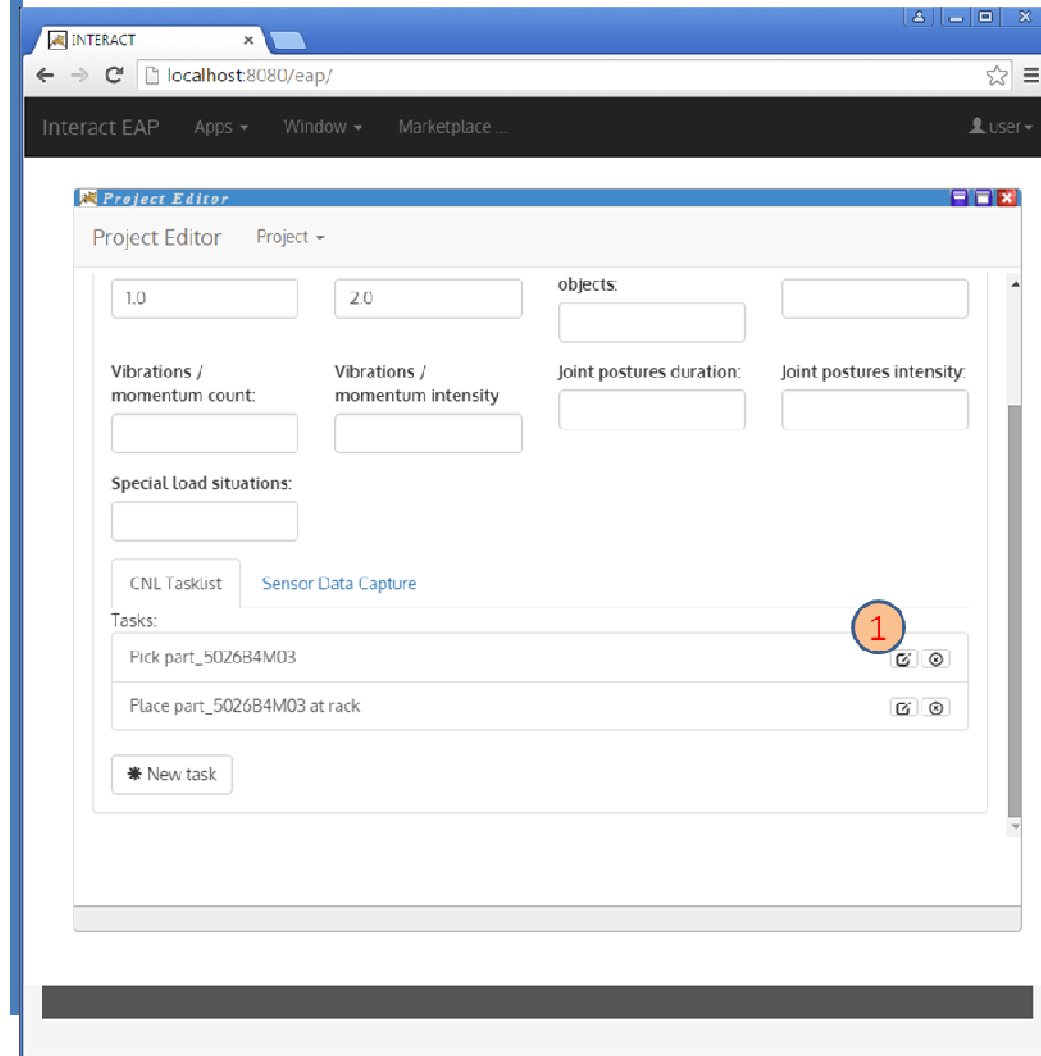 INTERACT
localhost:8080/eap/
Interact EAP Apps Window Marketplace ... user
Project Editor
Project Editor Project
1.0 2.0 objects:
Vibrations / Vibrations / Joint postures duration: Joint postures intensity:
momentum count: momentum intensity
Special load situations:
CNL Tasklist Sensor Data Capture
Tasks:
1
Pick part_5026B4M03
Place part_5026B4M03 at rack
New task